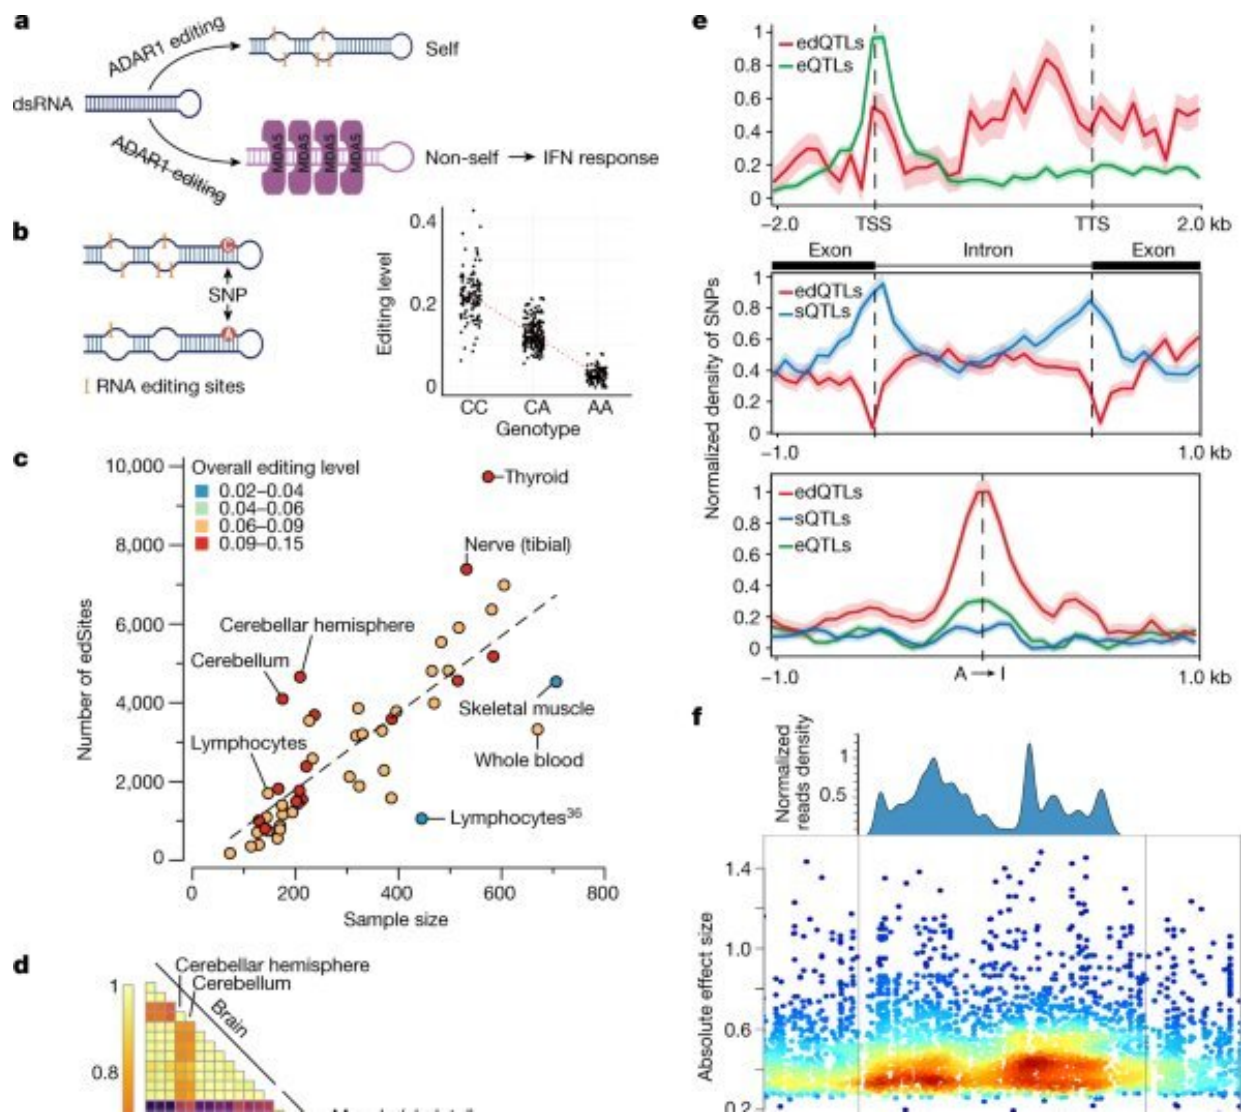 a
ADAR1 editing
Self
dsRNA
ADAR1 editing
MDA5 MDA5 MDA5 MDA5
Non-self → IFN response
b
C
SNP
A
I RNA editing sites
Editing level
0.4
0.2
0
CC CA AA
Genotype
c
Number of edSites
10,000
8,000
6,000
4,000
2,000
0
Overall editing level
0.02–0.04
0.04–0.06
0.06–0.09
0.09–0.15
Thyroid
Nerve (tibial)
Cerebellar hemisphere
Cerebellum
Skeletal muscle
Lymphocytes
Whole blood
Lymphocytes36
0 200 400 600 800
Sample size
d
Cerebellar hemisphere
Cerebellum
Brain
1
0.8
e
Normalized density of SNPs
1
0.8
0.6
0.4
0.2
0
edQTLs
eQTLs
−2.0 TSS TTS 2.0 kb
Exon Intron Exon
1
0.8
0.6
0.4
0.2
0
edQTLs
sQTLs
−1.0 1.0 kb
1
0.8
0.6
0.4
0.2
0
edQTLs
sQTLs
eQTLs
−1.0 A → I 1.0 kb
f
Normalized
reads density
1
0.5
Absolute effect size
1.4
1.0
0.6
0.2